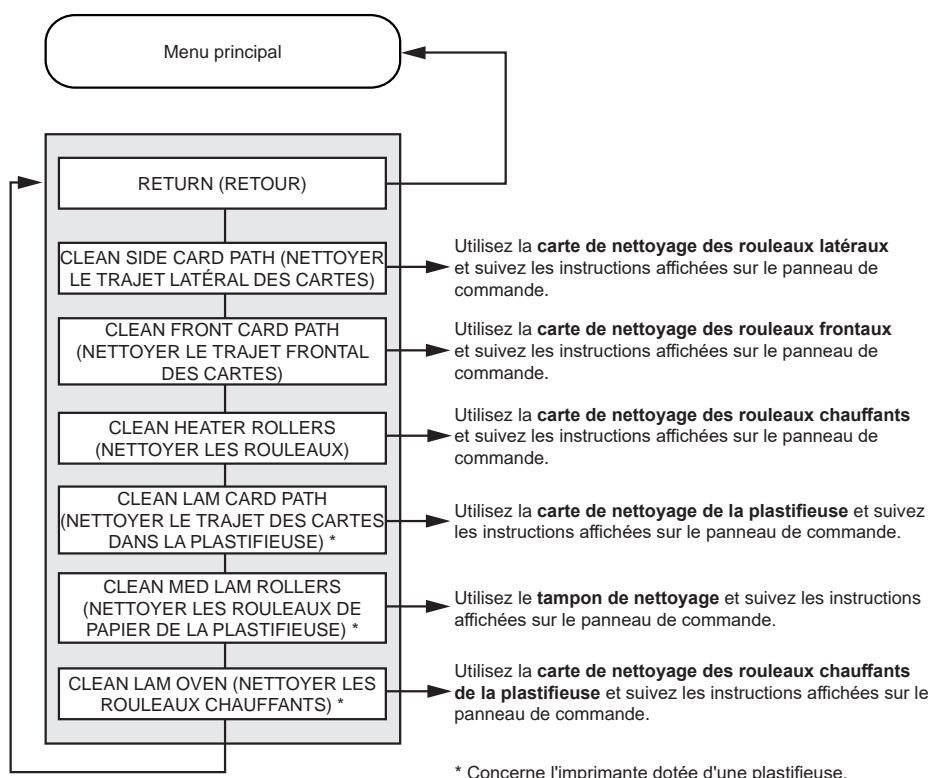 Menu principal
RETURN (RETOUR)
CLEAN SIDE CARD PATH (NETTOYER
LE TRAJET LATÉRAL DES CARTES)
Utilisez la carte de nettoyage des rouleaux latéraux
et suivez les instructions affichées sur le panneau de
commande.
CLEAN FRONT CARD PATH
(NETTOYER LE TRAJET FRONTAL
DES CARTES)
Utilisez la carte de nettoyage des rouleaux frontaux
et suivez les instructions affichées sur le panneau de
commande.
CLEAN HEATER ROLLERS
(NETTOYER LES ROULEAUX)
Utilisez la carte de nettoyage des rouleaux chauffants
et suivez les instructions affichées sur le panneau de
commande.
CLEAN LAM CARD PATH
(NETTOYER LE TRAJET DES CARTES
DANS LA PLASTIFIEUSE) *
Utilisez la carte de nettoyage de la plastifieuse et suivez
les instructions affichées sur le panneau de commande.
CLEAN MED LAM ROLLERS
(NETTOYER LES ROULEAUX DE
PAPIER DE LA PLASTIFIEUSE) *
Utilisez le tampon de nettoyage et suivez les instructions
affichées sur le panneau de commande.
CLEAN LAM OVEN (NETTOYER LES
ROULEAUX CHAUFFANTS) *
Utilisez la carte de nettoyage des rouleaux chauffants
de la plastifieuse et suivez les instructions affichées sur le
panneau de commande.
* Concerne l'imprimante dotée d'une plastifieuse.